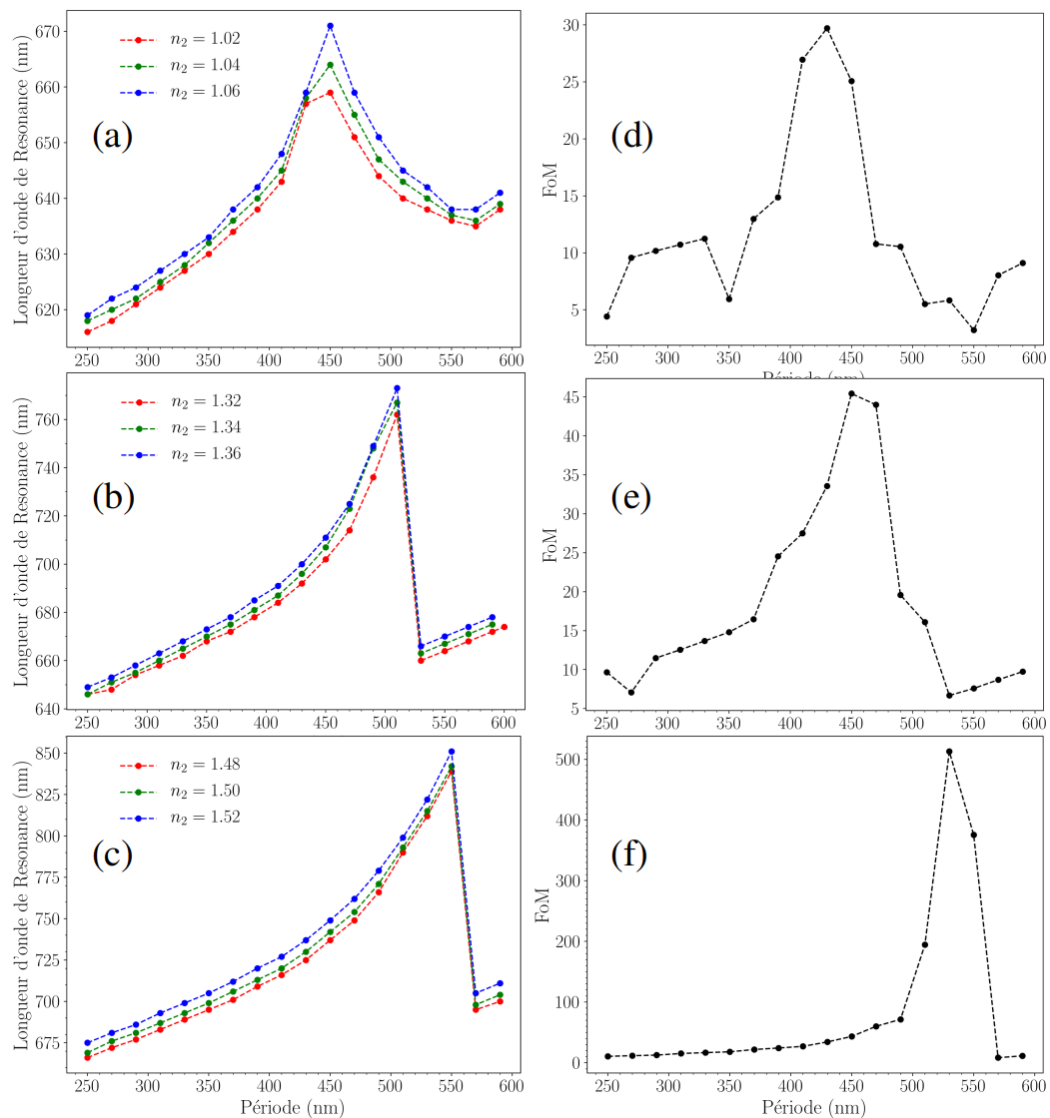 Longueur d'onde de Resonance (nm)
670
660
650
640
630
620
n₂ = 1.02
n₂ = 1.04
n₂ = 1.06
(a)
250 300 350 400 450 500 550 600
FoM
30
25
20
15
10
5
(d)
250 300 350 400 450 500 550 600
Période (nm)
Longueur d'onde de Resonance (nm)
760
740
720
700
680
660
640
n₂ = 1.32
n₂ = 1.34
n₂ = 1.36
(b)
250 300 350 400 450 500 550 600
FoM
45
40
35
30
25
20
15
10
5
(e)
250 300 350 400 450 500 550 600
Longueur d'onde de Resonance (nm)
850
825
800
775
750
725
700
675
n₂ = 1.48
n₂ = 1.50
n₂ = 1.52
(c)
250 300 350 400 450 500 550 600
Période (nm)
FoM
500
400
300
200
100
0
(f)
250 300 350 400 450 500 550 600
Période (nm)